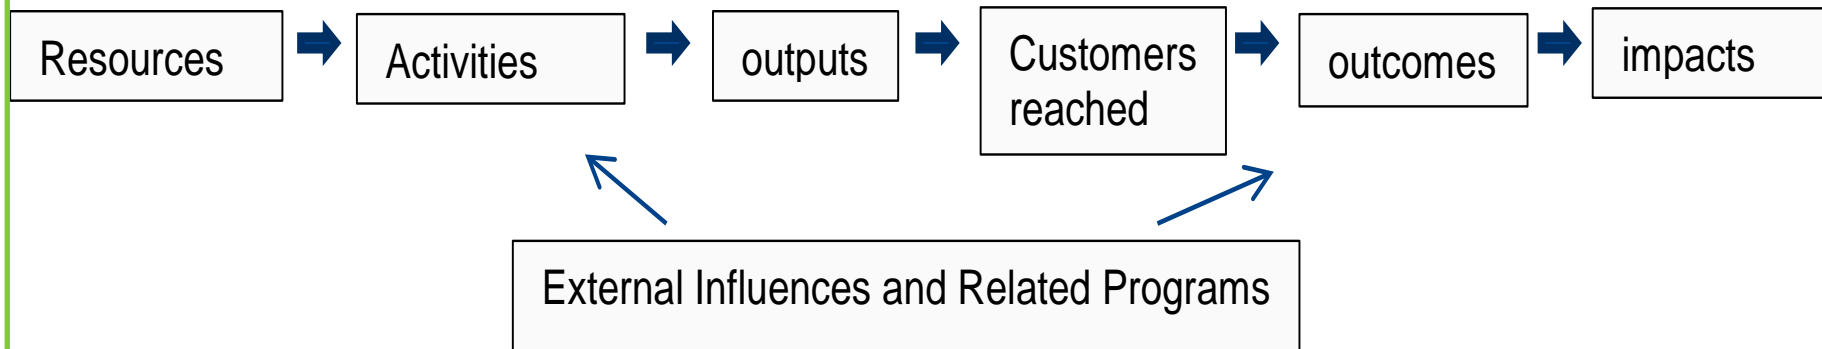 Resources
Activities
outputs
Customers
reached
outcomes
impacts
External Influences and Related Programs